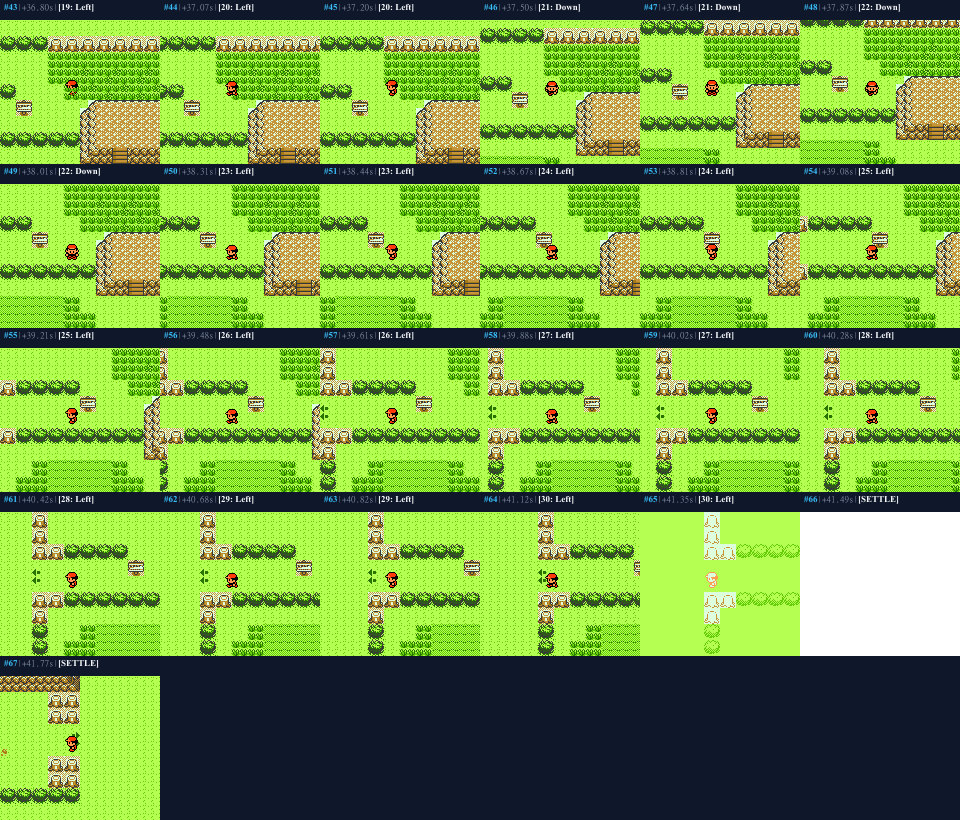 #43|+36.80s|[19: Left]
#44|+37.07s|[20: Left]
#45|+37.20s|[20: Left]
#46|+37.50s|[21: Down]
#47|+37.64s|[21: Down]
#48|+37.87s|[22: Down]
#49|+38.01s|[22: Down]
#50|+38.31s|[23: Left]
#51|+38.44s|[23: Left]
#52|+38.67s|[24: Left]
#53|+38.81s|[24: Left]
#54|+39.08s|[25: Left]
#55|+39.21s|[25: Left]
#56|+39.48s|[26: Left]
#57|+39.61s|[26: Left]
#58|+39.88s|[27: Left]
#59|+40.02s|[27: Left]
#60|+40.28s|[28: Left]
#61|+40.42s|[28: Left]
#62|+40.68s|[29: Left]
#63|+40.82s|[29: Left]
#64|+41.12s|[30: Left]
#65|+41.35s|[30: Left]
#66|+41.49s|[SETTLE]
#67|+41.77s|[SETTLE]